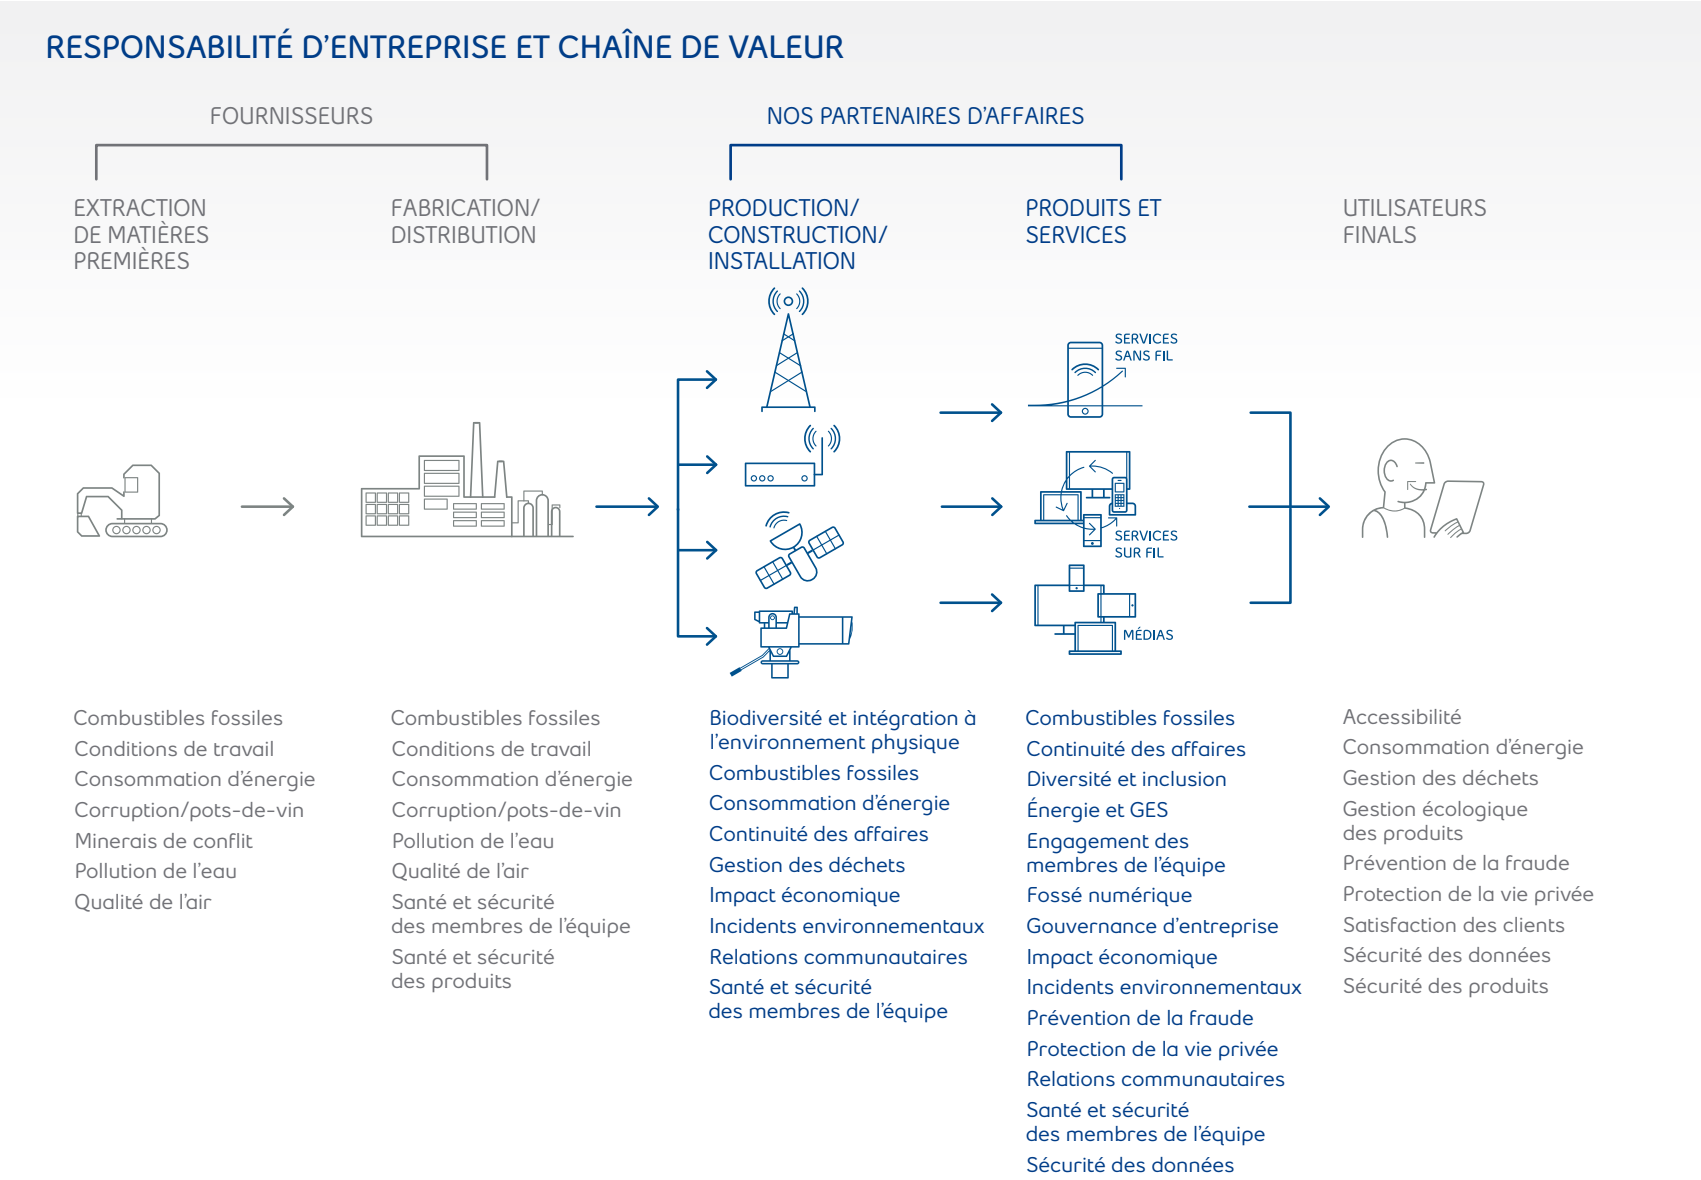 RESPONSABILITÉ D'ENTREPRISE ET CHAÎNE DE VALEUR
FOURNISSEURS
NOS PARTENAIRES D'AFFAIRES
EXTRACTION
DE MATIÈRES
PREMIÈRES
FABRICATION/
DISTRIBUTION
PRODUCTION/
CONSTRUCTION/
INSTALLATION
PRODUITS ET
SERVICES
UTILISATEURS
FINALS
SERVICES
SANS FIL
SERVICES
SUR FIL
MÉDIAS
Combustibles fossiles
Conditions de travail
Consommation d'énergie
Corruption/pots-de-vin
Minerais de conflit
Pollution de l'eau
Qualité de l'air
Combustibles fossiles
Conditions de travail
Consommation d'énergie
Corruption/pots-de-vin
Pollution de l'eau
Qualité de l'air
Santé et sécurité
des membres de l'équipe
Santé et sécurité
des produits
Biodiversité et intégration à
l'environnement physique
Combustibles fossiles
Consommation d'énergie
Continuité des affaires
Gestion des déchets
Impact économique
Incidents environnementaux
Relations communautaires
Santé et sécurité
des membres de l'équipe
Combustibles fossiles
Continuité des affaires
Diversité et inclusion
Énergie et GES
Engagement des
membres de l'équipe
Fossé numérique
Gouvernance d'entreprise
Impact économique
Incidents environnementaux
Prévention de la fraude
Protection de la vie privée
Relations communautaires
Santé et sécurité
des membres de l'équipe
Sécurité des données
Accessibilité
Consommation d'énergie
Gestion des déchets
Gestion écologique
des produits
Prévention de la fraude
Protection de la vie privée
Satisfaction des clients
Sécurité des données
Sécurité des produits